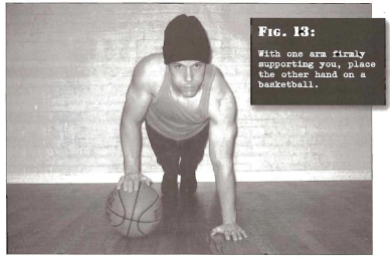 FIG. 13:
With one arm firmly
supporting you, place
the other hand on a
basketball.